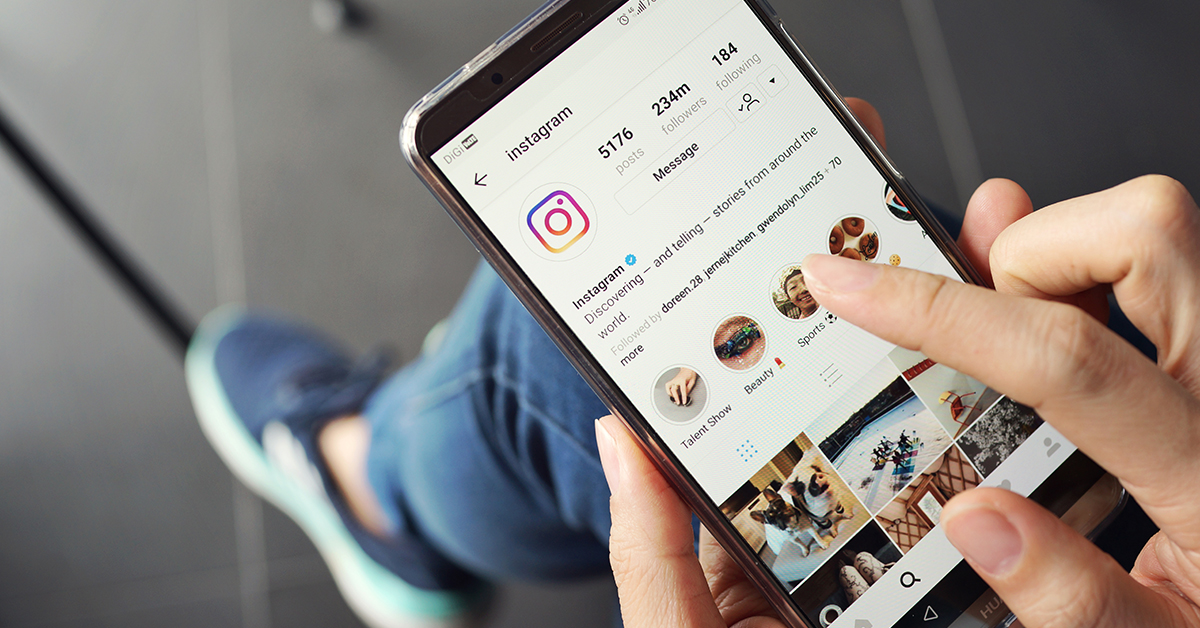 DiGi
instagram
5176
posts
234m
followers
184
following
Message
Instagram
Discovering — and telling — stories from around the
world.
Followed by doreen.28, jernejkitchen, gwendolyn_lim25 + 70
more
Talent Show
Beauty
Sports